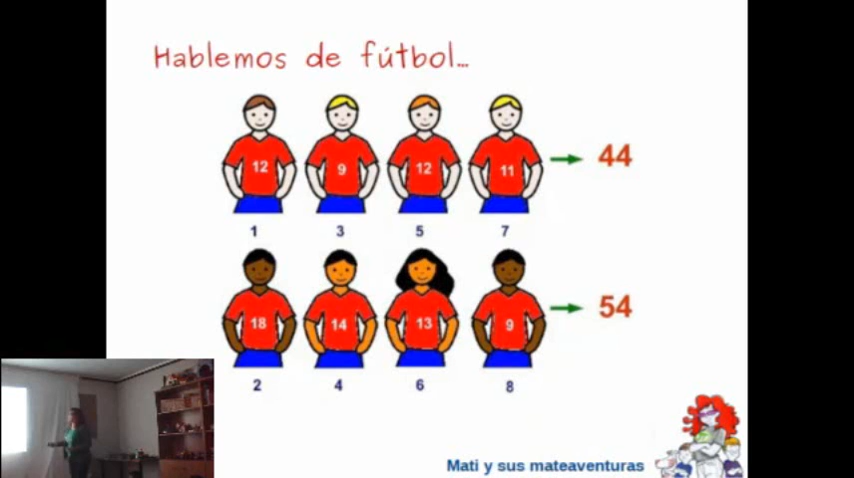 Hablemos de fútbol...
12 9 12 11 44
1 3 5 7
18 14 13 9 54
2 4 6 8
Mati y sus mateaventuras